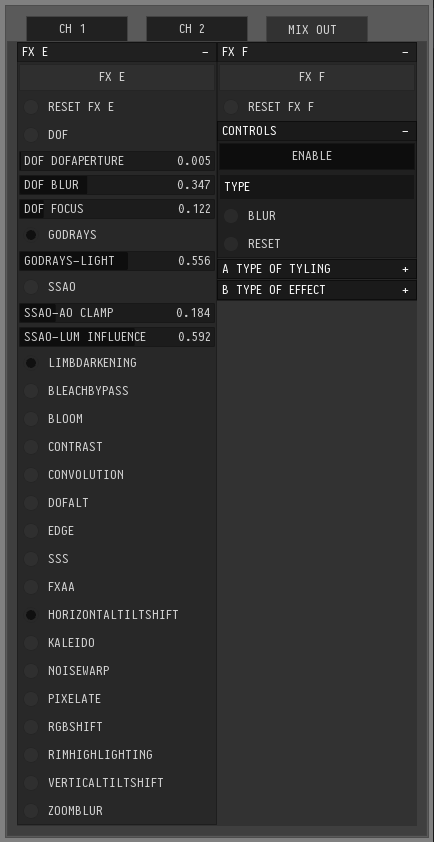 CH 1
CH 2
MIX OUT
FX E –
FX E
RESET FX E
DOF
DOF DOFAPERTURE 0.005
DOF BLUR 0.347
DOF FOCUS 0.122
GODRAYS
GODRAYS–LIGHT 0.556
SSAO
SSAO–AO CLAMP 0.184
SSAO–LUM INFLUENCE 0.592
LIMBDARKENING
BLEACHBYPASS
BLOOM
CONTRAST
CONVOLUTION
DOFALT
EDGE
SSS
FXAA
HORIZONTALTILTSHIFT
KALEIDO
NOISEWARP
PIXELATE
RGBSHIFT
RIMHIGHLIGHTING
VERTICALTILTSHIFT
ZOOMBLUR
FX F –
FX F
RESET FX F
CONTROLS –
ENABLE
TYPE
BLUR
RESET
A TYPE OF TYLING +
B TYPE OF EFFECT +